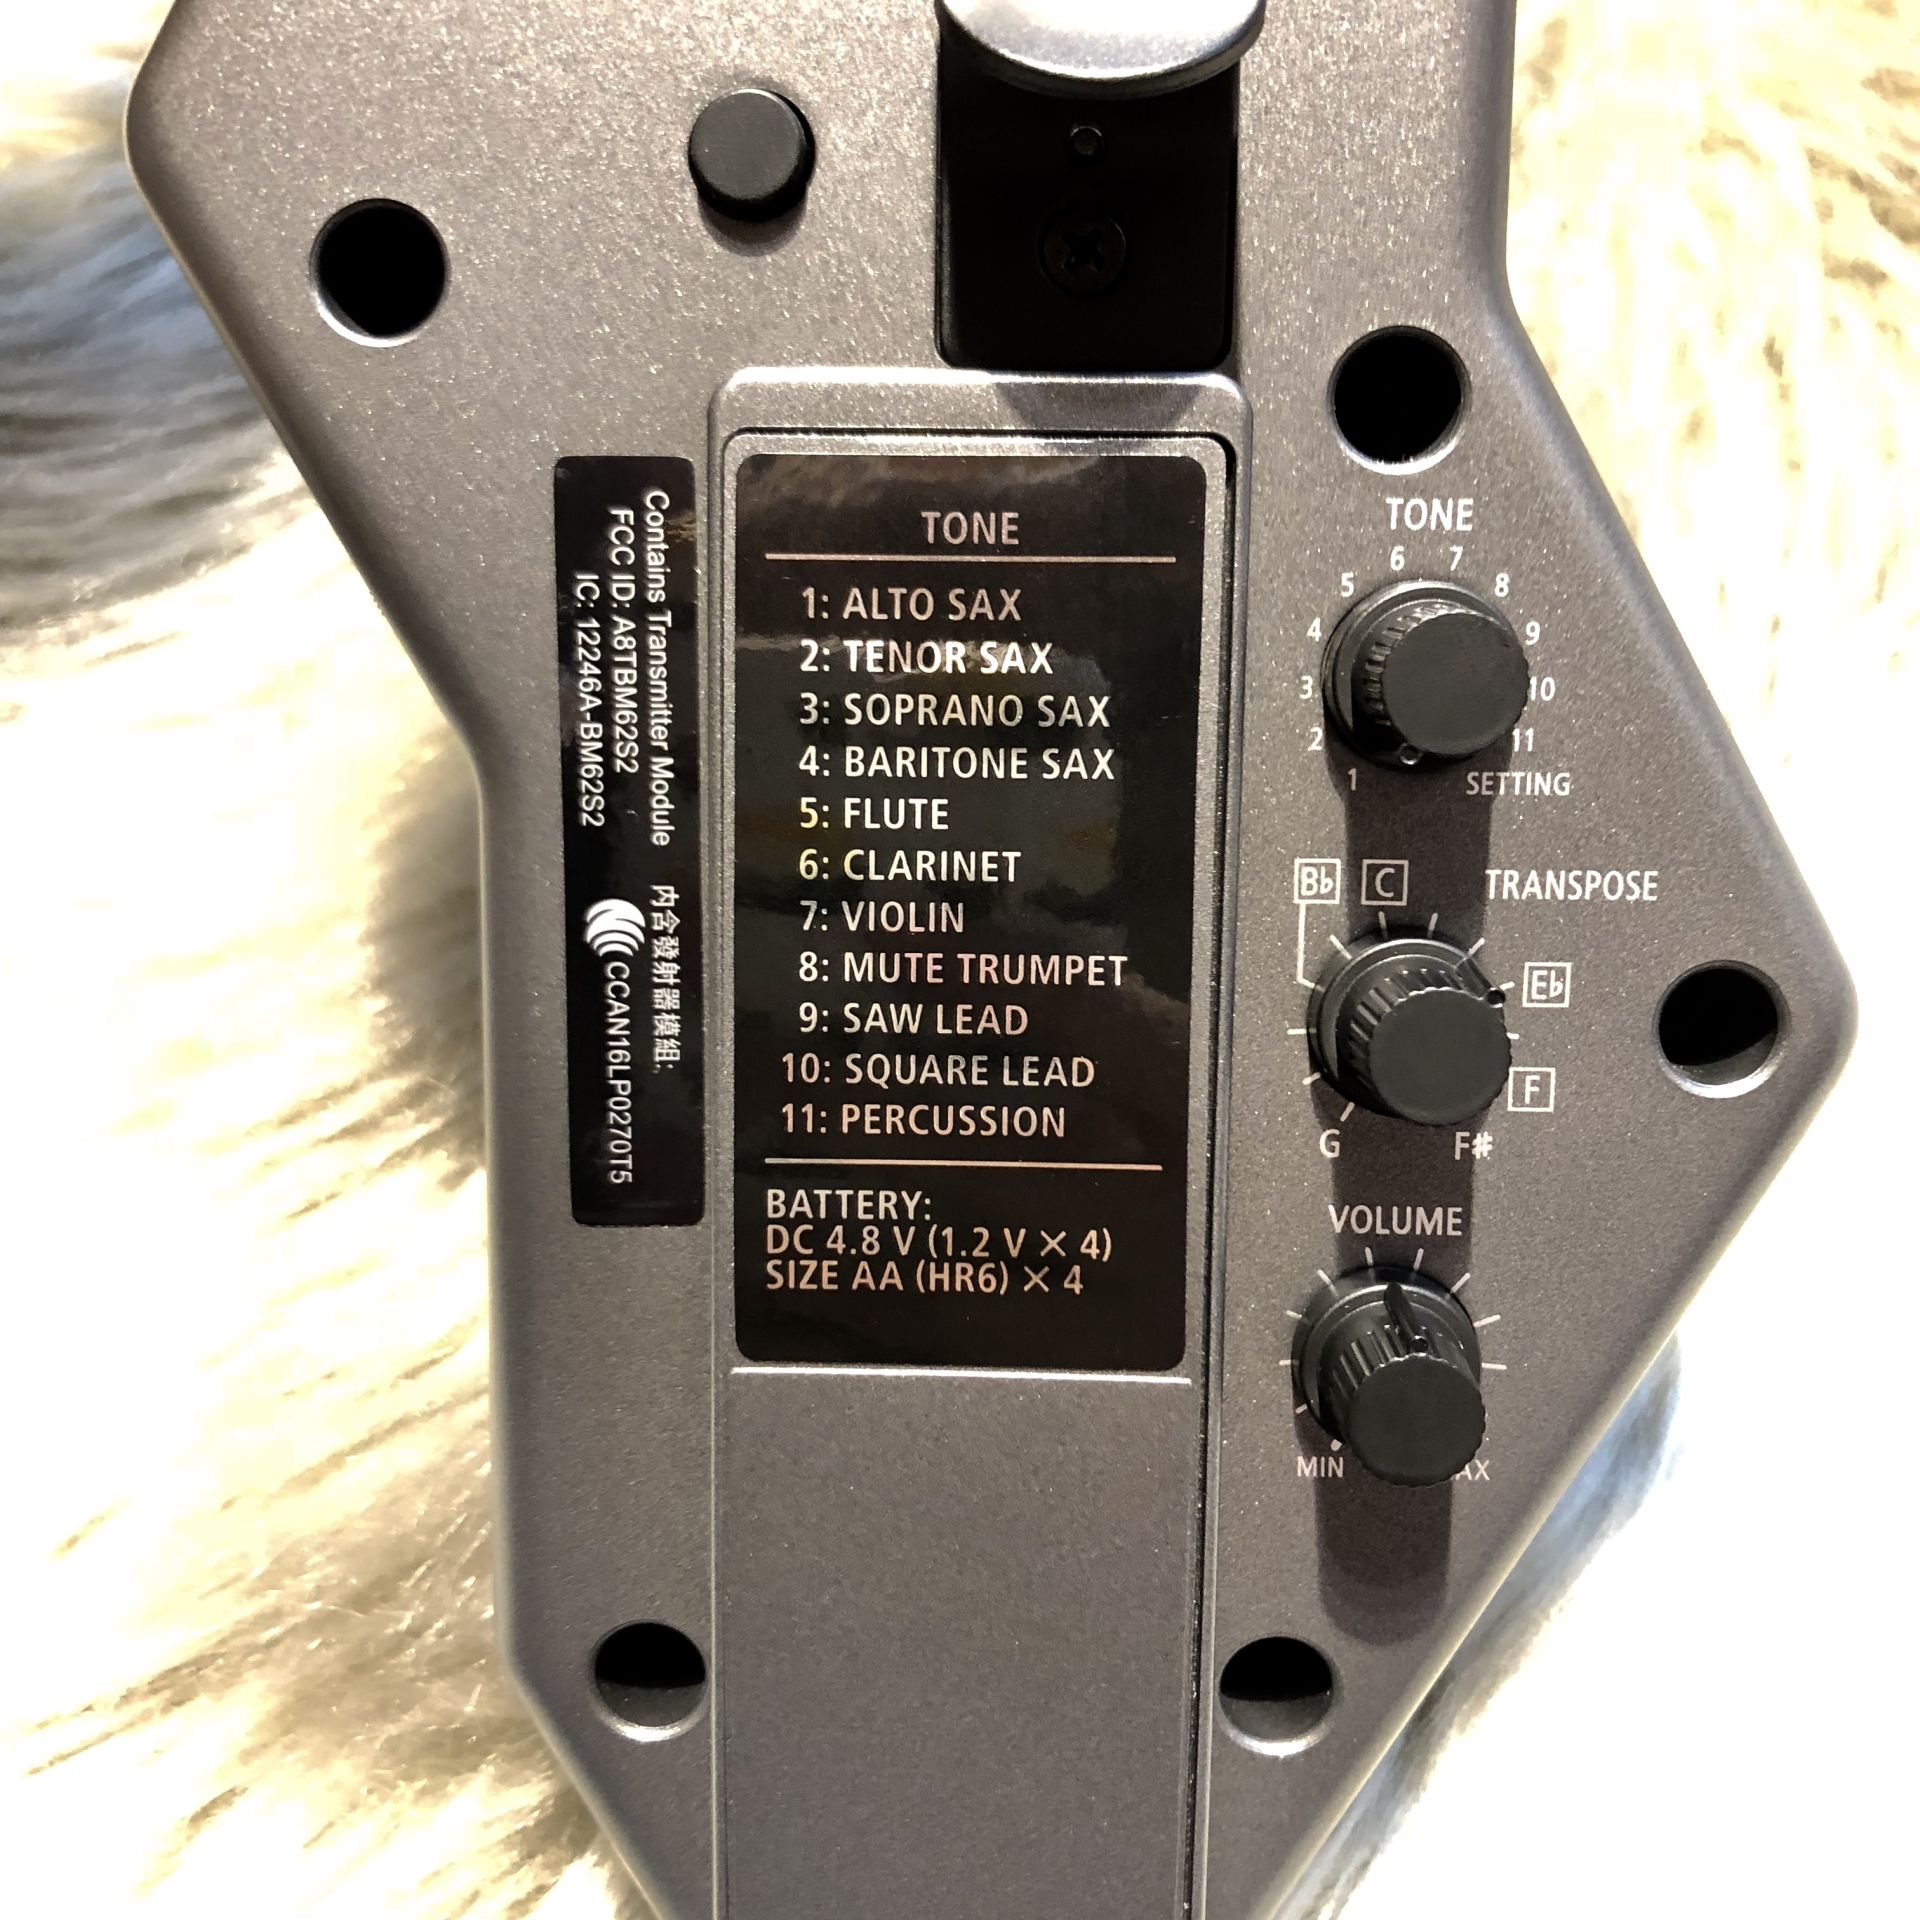 Contains Transmitter Module 內含發射器模組:
FCC ID: A8TBM62S2
CCAN16LP0270T5
IC: 12246A-BM62S2
TONE
1: ALTO SAX
2: TENOR SAX
3: SOPRANO SAX
4: BARITONE SAX
5: FLUTE
6: CLARINET
7: VIOLIN
8: MUTE TRUMPET
9: SAW LEAD
10: SQUARE LEAD
11: PERCUSSION
BATTERY:
DC 4.8 V (1.2 V × 4)
SIZE AA (HR6) × 4
TONE
1 2 3 4 5 6 7 8 9 10 11 SETTING
TRANSPOSE
G B♭ C E♭ F F#
VOLUME
MIN